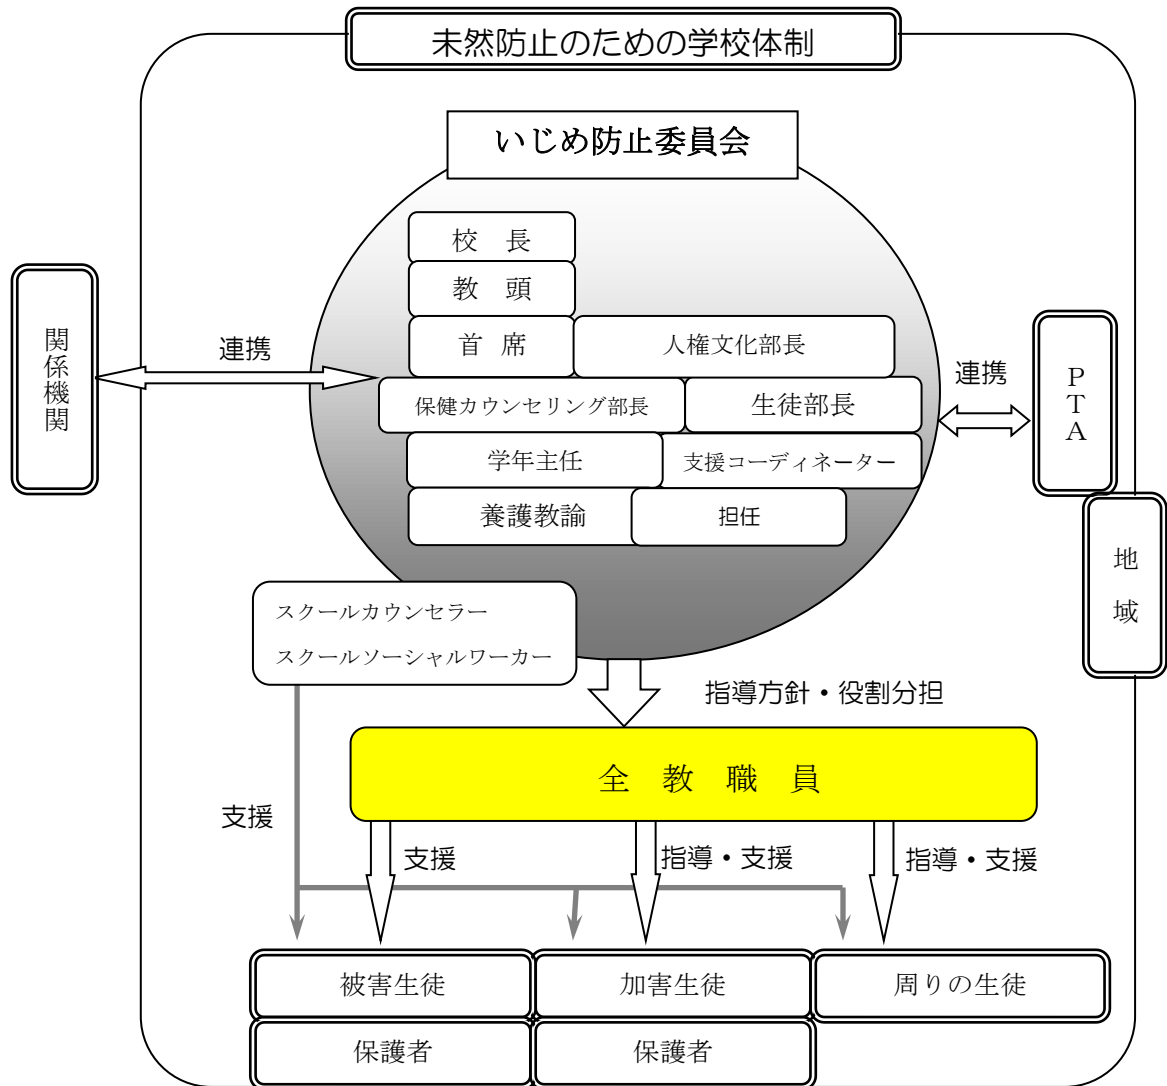 未然防止のための学校体制
いじめ防止委員会
校　長
教　頭
首　席
人権文化部長
保健カウンセリング部長
生徒部長
学年主任
支援コーディネーター
養護教諭
担任
関係機関
連携
連携
PTA
地域
スクールカウンセラー
スクールソーシャルワーカー
指導方針・役割分担
全　教　職　員
支援
支援
指導・支援
指導・支援
被害生徒
加害生徒
周りの生徒
保護者
保護者